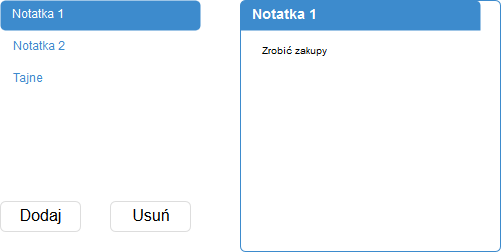 Notatka 1
Notatka 2
Tajne
Dodaj
Usuń
Notatka 1
Zrobić zakupy